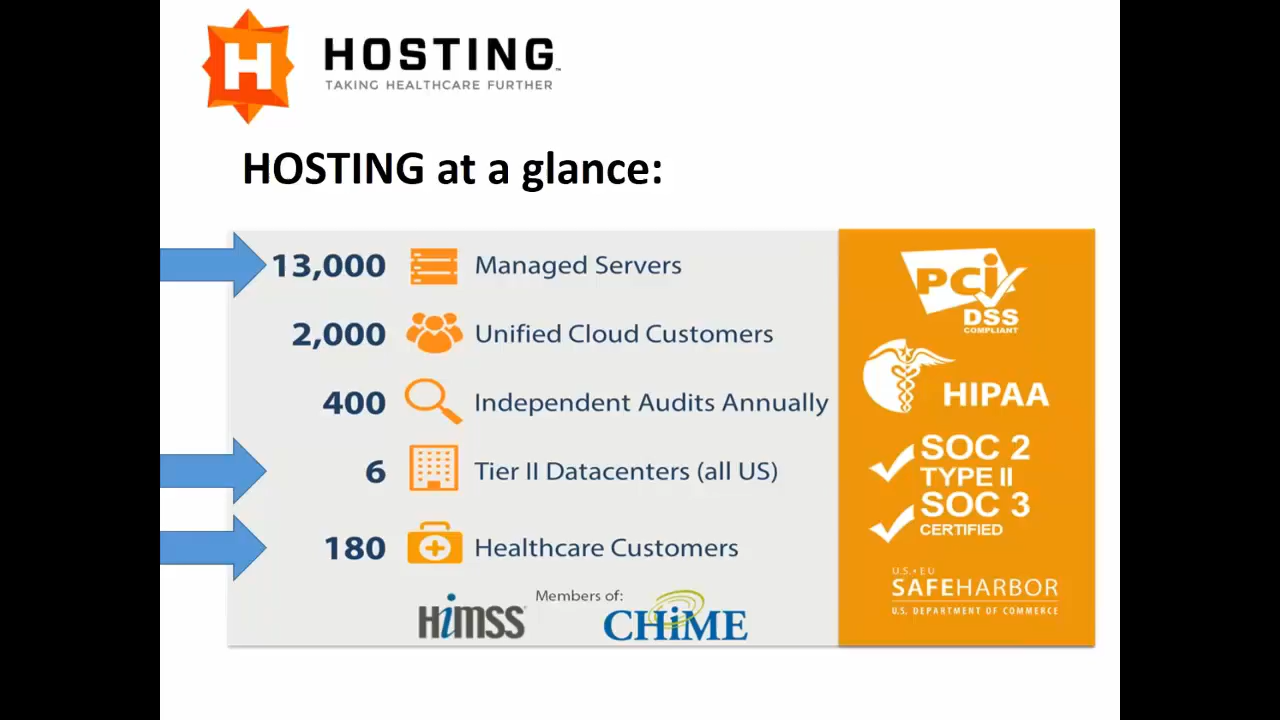 H HOSTING™
TAKING HEALTHCARE FURTHER
HOSTING at a glance:
13,000 Managed Servers
2,000 Unified Cloud Customers
400 Independent Audits Annually
6 Tier II Datacenters (all US)
180 Healthcare Customers
Members of:
HiMSS
CHiME
PCi
DSS
COMPLIANT
HIPAA
SOC 2
TYPE II
SOC 3
CERTIFIED
U.S.•EU
SAFEHARBOR
U.S. DEPARTMENT OF COMMERCE